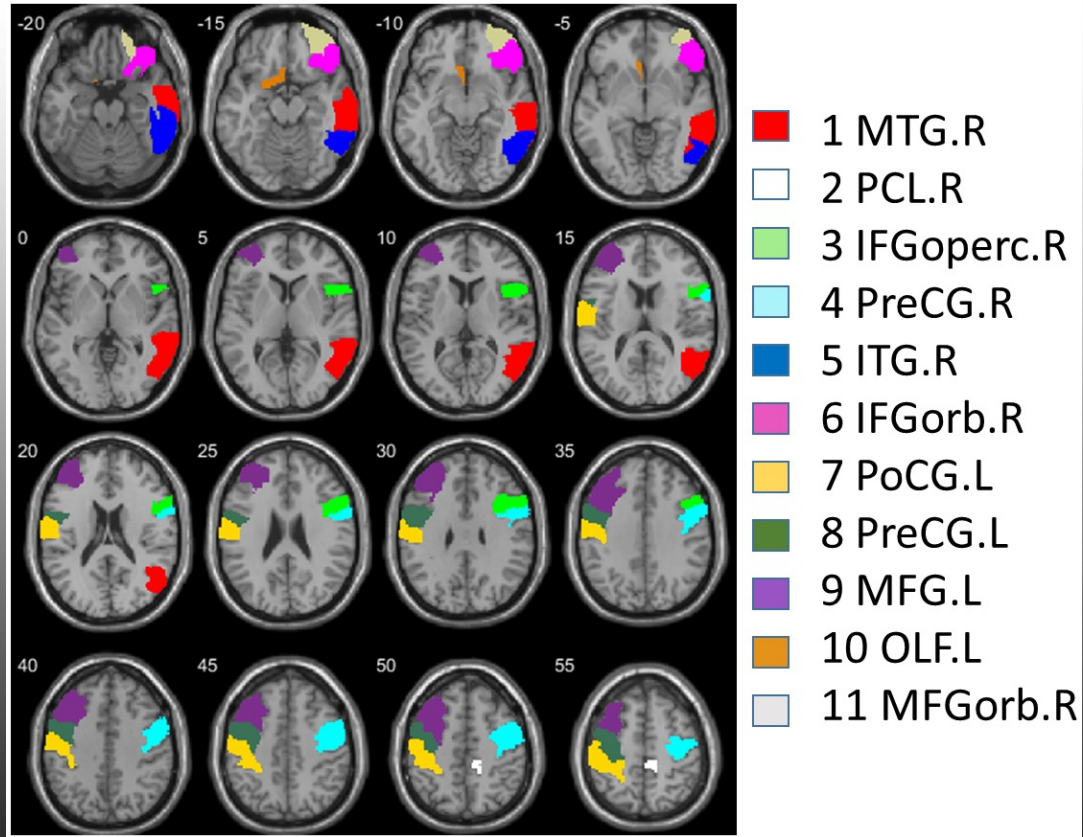 -20
-15
-10
-5
0
5
10
15
20
25
30
35
40
45
50
55
1 MTG.R
2 PCL.R
3 IFGoperc.R
4 PreCG.R
5 ITG.R
6 IFGorb.R
7 PoCG.L
8 PreCG.L
9 MFG.L
10 OLF.L
11 MFGorb.R